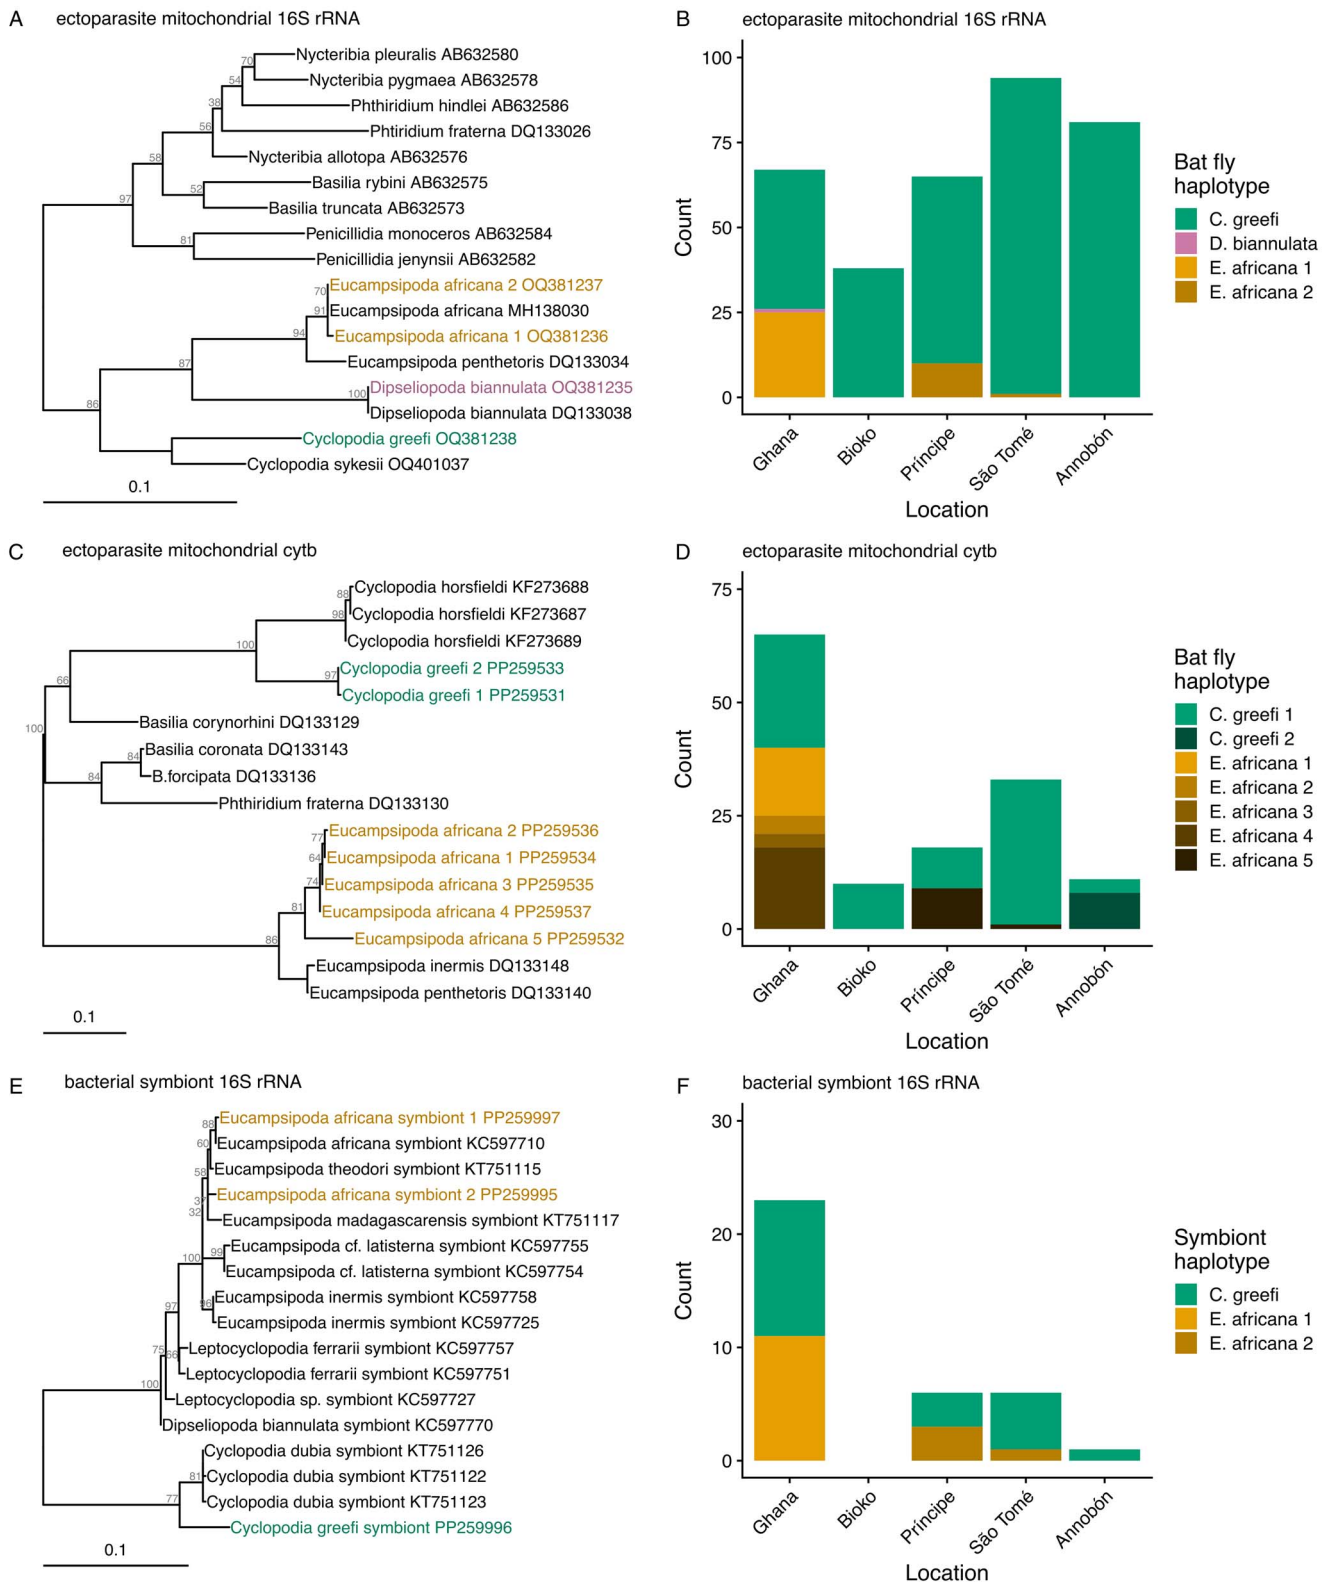 A ectoparasite mitochondrial 16S rRNA
Nycteribia pleuralis AB632580
Nycteribia pygmaea AB632578
Phthiridium hindlei AB632586
Phtiridium fraterna DQ133026
Nycteribia allotopa AB632576
Basilia rybini AB632575
Basilia truncata AB632573
Penicillidia monoceros AB632584
Penicillidia jenynsii AB632582
Eucampsipoda africana 2 OQ381237
Eucampsipoda africana MH138030
Eucampsipoda africana 1 OQ381236
Eucampsipoda penthetoris DQ133034
Dipseliopoda biannulata OQ381235
Dipseliopoda biannulata DQ133038
Cyclopodia greefi OQ381238
Cyclopodia sykesii OQ401037
70
54
38
56
58
52
97
81
70
91
94
87
100
86
0.1
B ectoparasite mitochondrial 16S rRNA
100
75
50
25
0
Count
Ghana
Bioko
Príncipe
São Tomé
Annobón
Location
Bat fly
haplotype
C. greefi
D. biannulata
E. africana 1
E. africana 2
C ectoparasite mitochondrial cytb
Cyclopodia horsfieldi KF273688
Cyclopodia horsfieldi KF273687
Cyclopodia horsfieldi KF273689
Cyclopodia greefi 2 PP259533
Cyclopodia greefi 1 PP259531
Basilia corynorhini DQ133129
Basilia coronata DQ133143
B.forcipata DQ133136
Phthiridium fraterna DQ133130
Eucampsipoda africana 2 PP259536
Eucampsipoda africana 1 PP259534
Eucampsipoda africana 3 PP259535
Eucampsipoda africana 4 PP259537
Eucampsipoda africana 5 PP259532
Eucampsipoda inermis DQ133148
Eucampsipoda penthetoris DQ133140
88
98
100
97
66
100
84
84
77
64
74
81
86
0.1
D ectoparasite mitochondrial cytb
75
50
25
0
Count
Ghana
Bioko
Príncipe
São Tomé
Annobón
Location
Bat fly
haplotype
C. greefi 1
C. greefi 2
E. africana 1
E. africana 2
E. africana 3
E. africana 4
E. africana 5
E bacterial symbiont 16S rRNA
Eucampsipoda africana symbiont 1 PP259997
Eucampsipoda africana symbiont KC597710
Eucampsipoda theodori symbiont KT751115
Eucampsipoda africana symbiont 2 PP259995
Eucampsipoda madagascarensis symbiont KT751117
Eucampsipoda cf. latisterna symbiont KC597755
Eucampsipoda cf. latisterna symbiont KC597754
Eucampsipoda inermis symbiont KC597758
Eucampsipoda inermis symbiont KC597725
Leptocyclopodia ferrarii symbiont KC597757
Leptocyclopodia ferrarii symbiont KC597751
Leptocyclopodia sp. symbiont KC597727
Dipseliopoda biannulata symbiont KC597770
Cyclopodia dubia symbiont KT751126
Cyclopodia dubia symbiont KT751122
Cyclopodia dubia symbiont KT751123
Cyclopodia greefi symbiont PP259996
88
60
58
32
99
100
96
97
75
66
100
81
77
0.1
F bacterial symbiont 16S rRNA
30
20
10
0
Count
Ghana
Bioko
Príncipe
São Tomé
Annobón
Location
Symbiont
haplotype
C. greefi
E. africana 1
E. africana 2